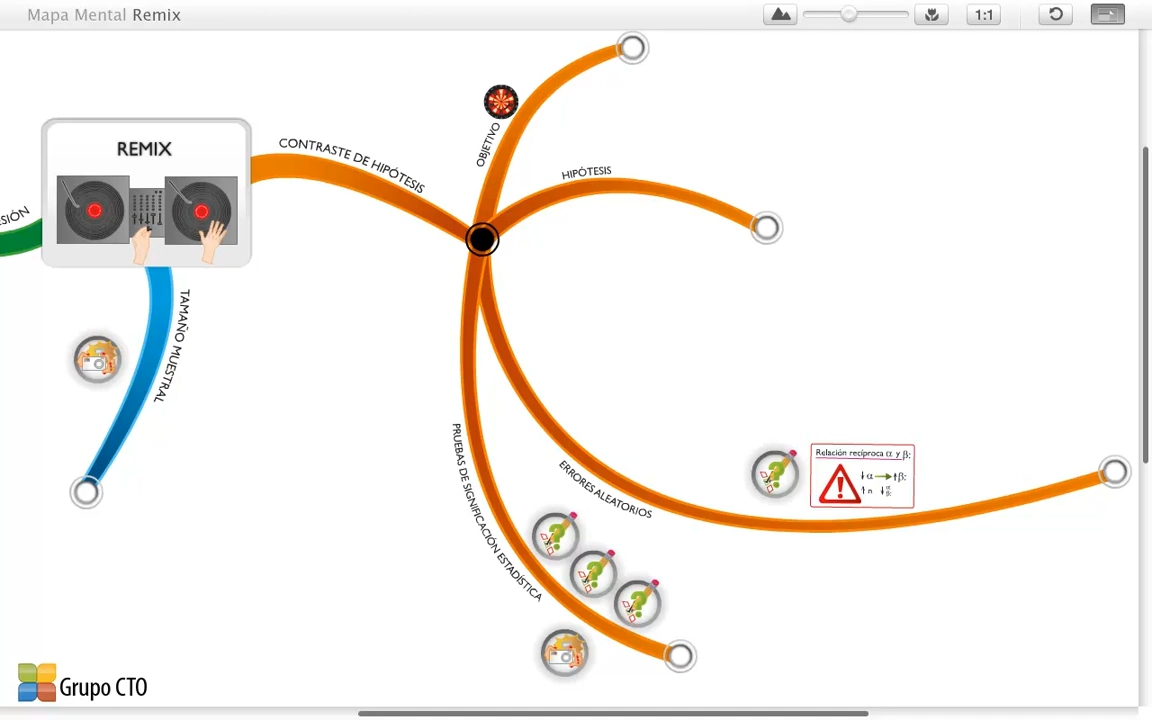 Mapa Mental Remix
1:1
REMIX
CONTRASTE DE HIPÓTESIS
OBJETIVO
HIPÓTESIS
SIÓN
TAMAÑO MUESTRAL
PRUEBAS DE SIGNIFICACIÓN ESTADÍSTICA
ERRORES ALEATORIOS
Relación recíproca α y β:
↓α → ↑β:
↑n ↓α
β:
Grupo CTO